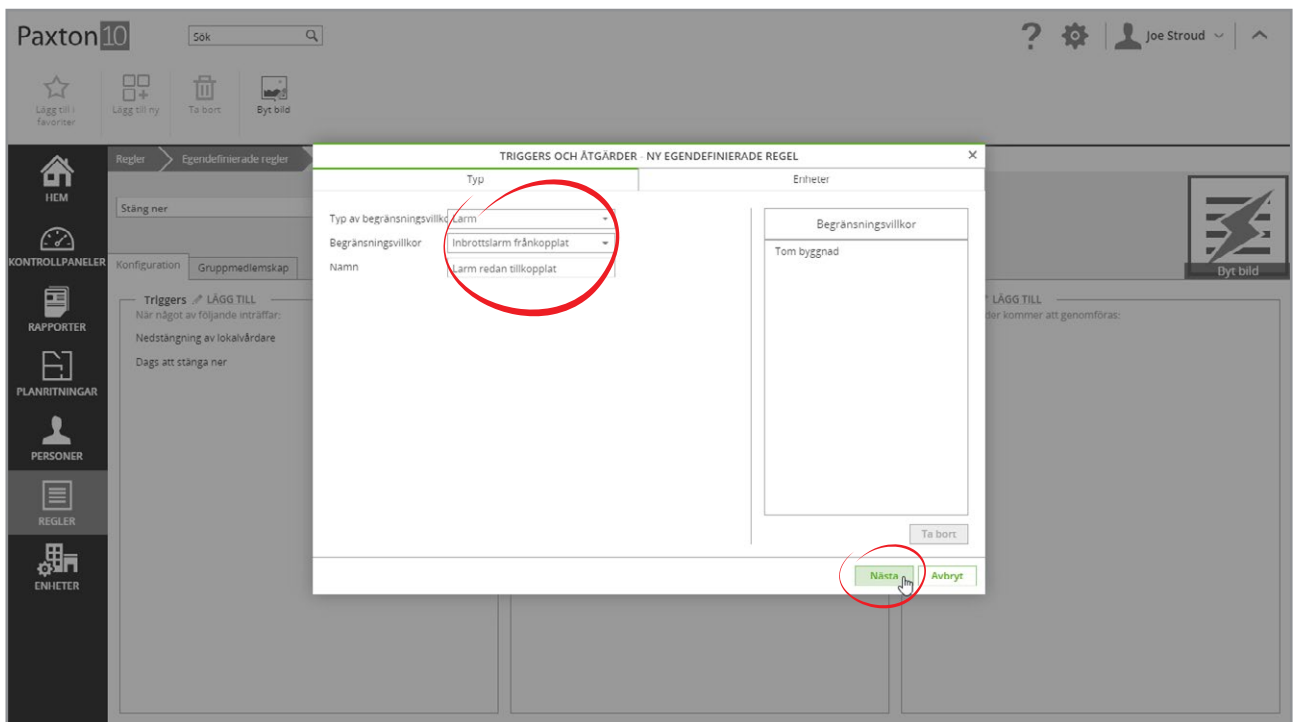 Paxton10
Sök
Joe Stroud
Lägg till i
favoriter
Lägg till ny
Ta bort
Byt bild
HEM
KONTROLLPANELER
RAPPORTER
PLANRITNINGAR
PERSONER
REGLER
ENHETER
Regler
Egendefinierade regler
Stäng ner
Byt bild
Konfiguration
Gruppmedlemskap
Triggers LÄGG TILL
När något av följande inträffar:
Nedstängning av lokalvårdare
Dags att stänga ner
LÄGG TILL
der kommer att genomföras:
TRIGGERS OCH ÅTGÄRDER - NY EGENDEFINIERADE REGEL
Typ
Enheter
Typ av begränsningsvillko Larm
Begränsningsvillkor Inbrottslarm frånkopplat
Namn Larm redan tillkopplat
Begränsningsvillkor
Tom byggnad
Ta bort
Nästa
Avbryt